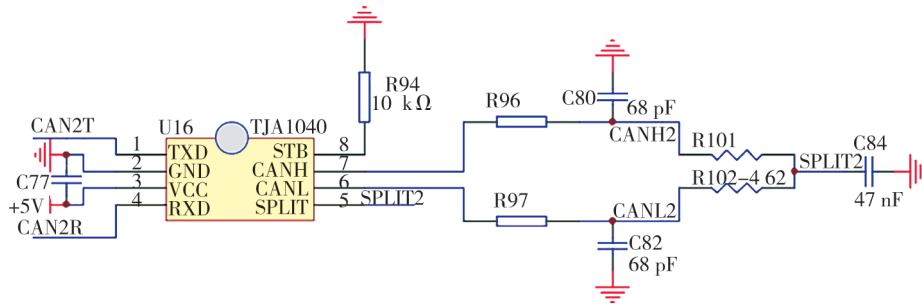 R94
10 kΩ
C80
68 pF
R96
CANH2
CAN2T
U16
TJA1040
1
TXD
STB
8
2
GND
CANH
7
C77
3
VCC
CANL
6
+5V
4
RXD
SPLIT
5
SPLIT2
CAN2R
R101
C84
SPLIT2
R102-4 62
47 nF
R97
CANL2
C82
68 pF